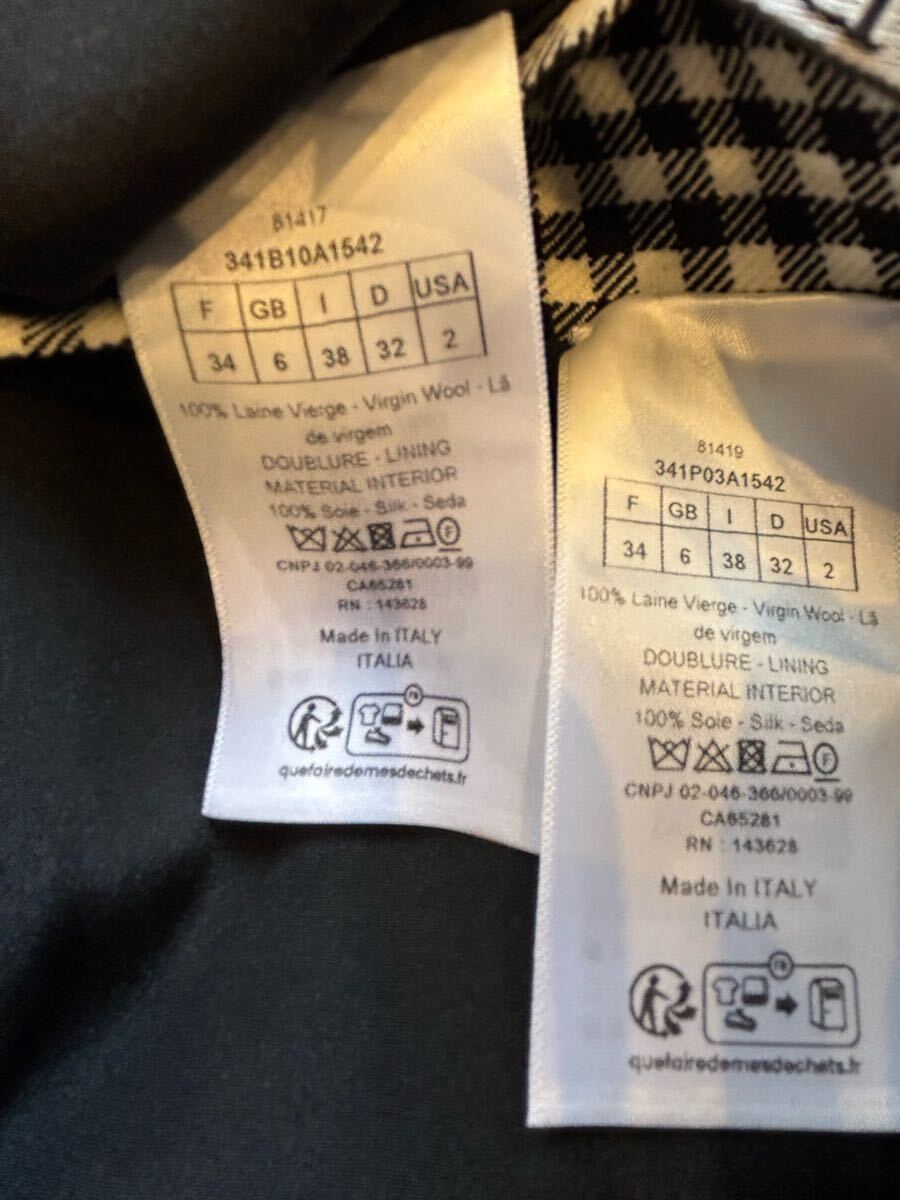 81417
341B10A1542
F GB I D USA
34 6 38 32 2
100% Laine Vierge - Virgin Wool - Lã
de virgem
DOUBLURE - LINING
MATERIAL INTERIOR
100% Soie - Silk - Seda
F
CNPJ 02-046-366/0003-99
CA65281
RN : 143628
Made In ITALY
ITALIA
FR
quefairedemesdechets.fr
81419
341P03A1542
F GB I D USA
34 6 38 32 2
100% Laine Vierge - Virgin Wool - Lã
de virgem
DOUBLURE - LINING
MATERIAL INTERIOR
100% Soie - Silk - Seda
F
CNPJ 02-046-366/0003-99
CA65281
RN : 143628
Made In ITALY
ITALIA
FR
quefairedemesdechets.fr